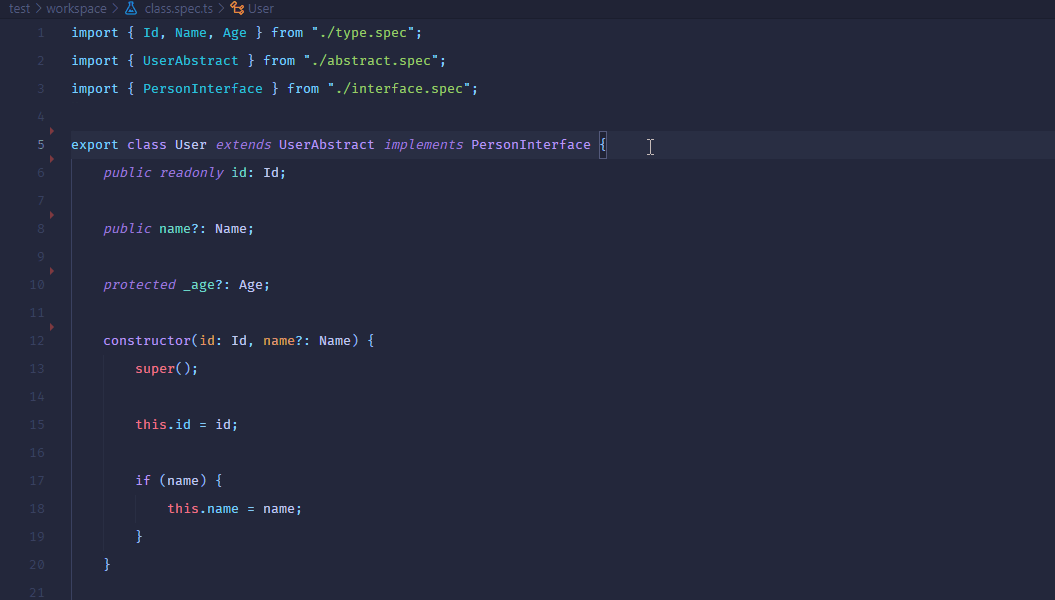 test > workspace > class.spec.ts > User
1 import { Id, Name, Age } from "./type.spec";
2 import { UserAbstract } from "./abstract.spec";
3 import { PersonInterface } from "./interface.spec";
4
5 export class User extends UserAbstract implements PersonInterface {
6 public readonly id: Id;
7
8 public name?: Name;
9
10 protected _age?: Age;
11
12 constructor(id: Id, name?: Name) {
13 super();
14
15 this.id = id;
16
17 if (name) {
18 this.name = name;
19 }
20 }
21